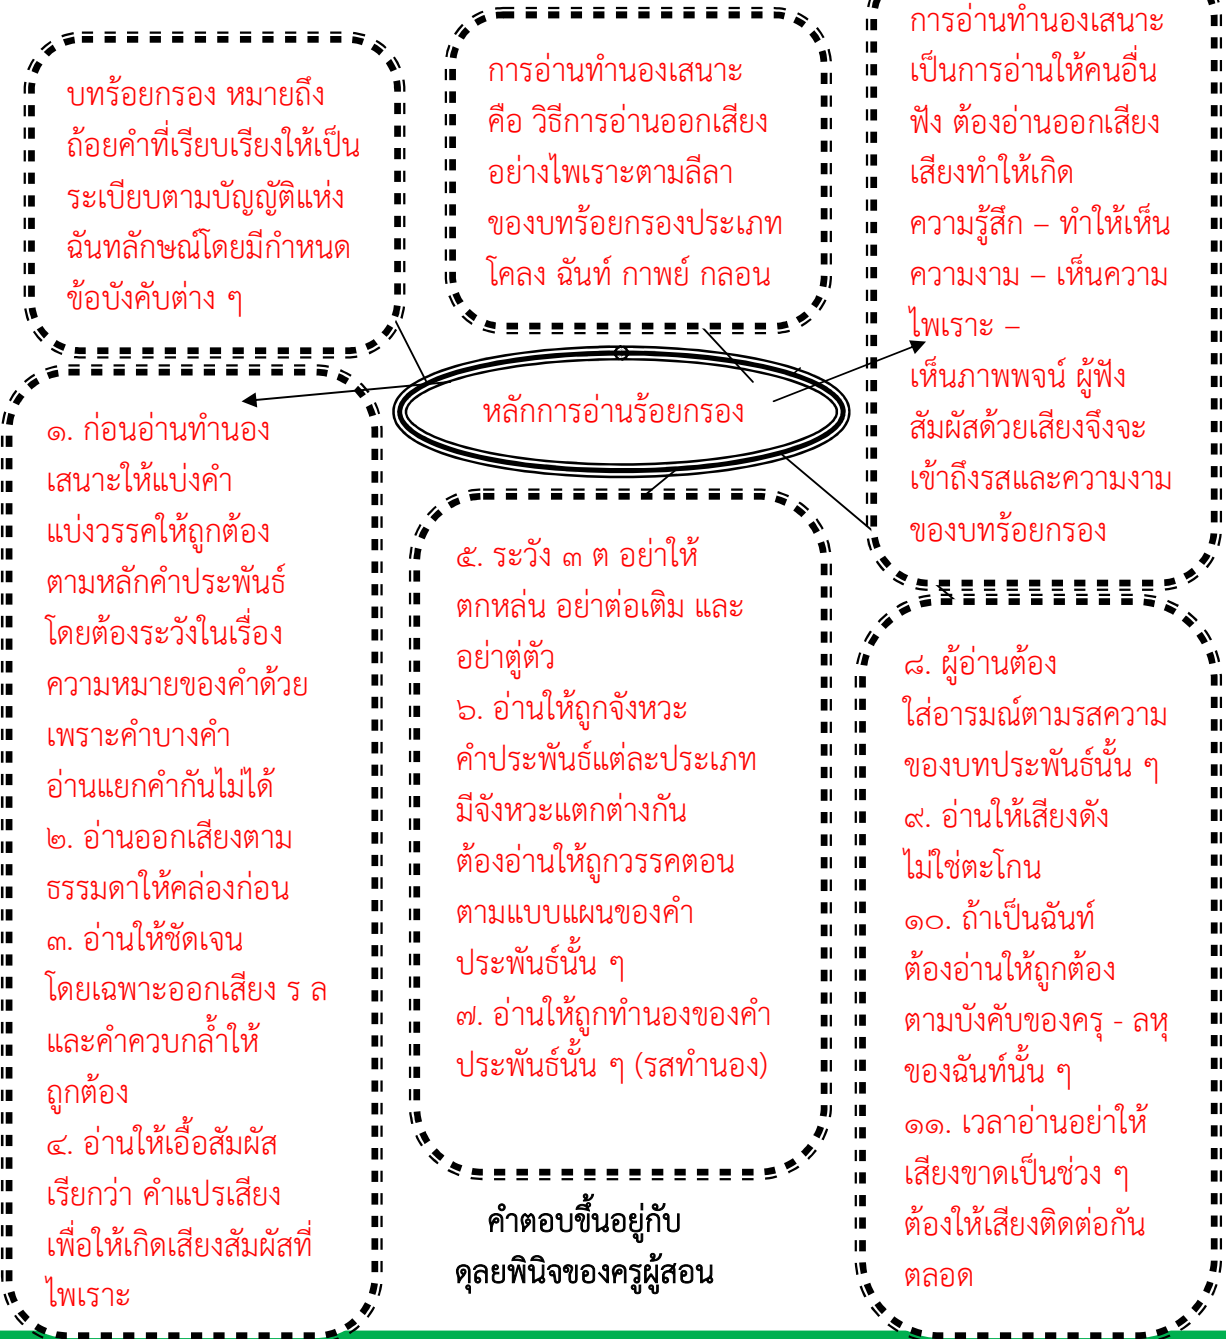 บทร้อยกรอง หมายถึง
ถ้อยคำที่เรียบเรียงให้เป็น
ระเบียบตามบัญญัติแห่ง
ฉันทลักษณ์โดยมีกำหนด
ข้อบังคับต่าง ๆ
การอ่านทำนองเสนาะ
คือ วิธีการอ่านออกเสียง
อย่างไพเราะตามลีลา
ของบทร้อยกรองประเภท
โคลง ฉันท์ กาพย์ กลอน
การอ่านทำนองเสนาะ
เป็นการอ่านให้คนอื่น
ฟัง ต้องอ่านออกเสียง
เสียงทำให้เกิด
ความรู้สึก – ทำให้เห็น
ความงาม – เห็นความ
ไพเราะ –
เห็นภาพพจน์ ผู้ฟัง
สัมผัสด้วยเสียงจึงจะ
เข้าถึงรสและความงาม
ของบทร้อยกรอง
หลักการอ่านร้อยกรอง
๑. ก่อนอ่านทำนอง
เสนาะให้แบ่งคำ
แบ่งวรรคให้ถูกต้อง
ตามหลักคำประพันธ์
โดยต้องระวังในเรื่อง
ความหมายของคำด้วย
เพราะคำบางคำ
อ่านแยกคำกันไม่ได้
๒. อ่านออกเสียงตาม
ธรรมดาให้คล่องก่อน
๓. อ่านให้ชัดเจน
โดยเฉพาะออกเสียง ร ล
และคำควบกล้ำให้
ถูกต้อง
๔. อ่านให้เอื้อสัมผัส
เรียกว่า คำแปรเสียง
เพื่อให้เกิดเสียงสัมผัสที่
ไพเราะ
๕. ระวัง ๓ ต อย่าให้
ตกหล่น อย่าต่อเติม และ
อย่าตู่ตัว
๖. อ่านให้ถูกจังหวะ
คำประพันธ์แต่ละประเภท
มีจังหวะแตกต่างกัน
ต้องอ่านให้ถูกวรรคตอน
ตามแบบแผนของคำ
ประพันธ์นั้น ๆ
๗. อ่านให้ถูกทำนองของคำ
ประพันธ์นั้น ๆ (รสทำนอง)
๘. ผู้อ่านต้อง
ใส่อารมณ์ตามรสความ
ของบทประพันธ์นั้น ๆ
๙. อ่านให้เสียงดัง
ไม่ใช่ตะโกน
๑๐. ถ้าเป็นฉันท์
ต้องอ่านให้ถูกต้อง
ตามบังคับของครุ - ลหุ
ของฉันท์นั้น ๆ
๑๑. เวลาอ่านอย่าให้
เสียงขาดเป็นช่วง ๆ
ต้องให้เสียงติดต่อกัน
ตลอด
คำตอบขึ้นอยู่กับ
ดุลยพินิจของครูผู้สอน